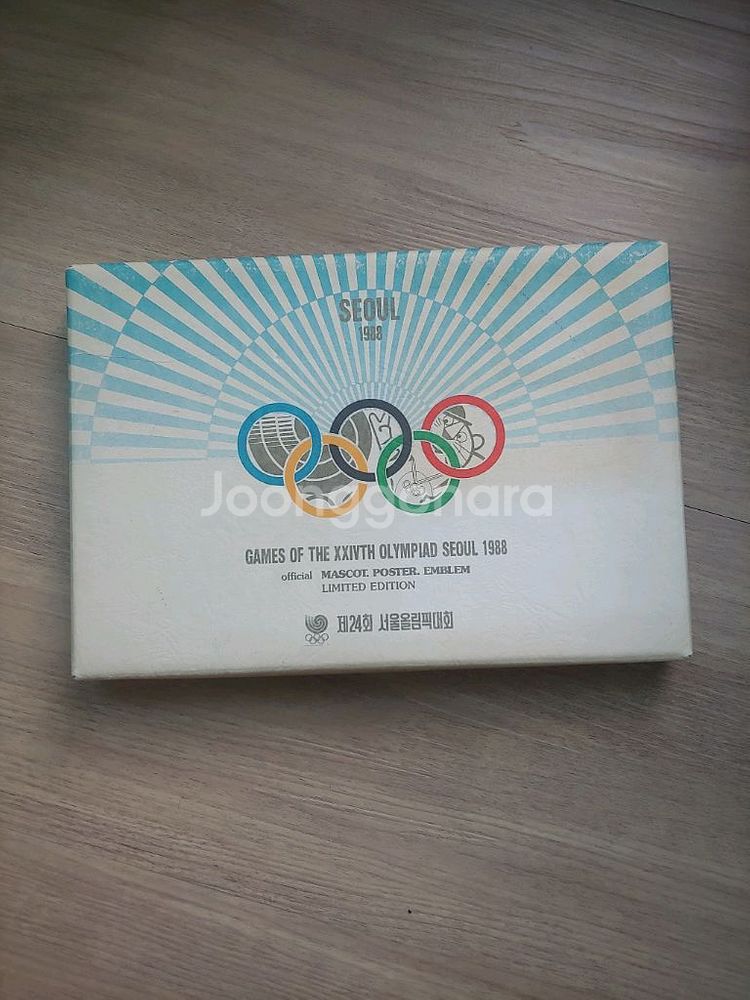 SEOUL
1988
Joonggonara
GAMES OF THE XXIVTH OLYMPIAD SEOUL 1988
official MASCOT. POSTER. EMBLEM
LIMITED EDITION
제24회 서울올림픽대회